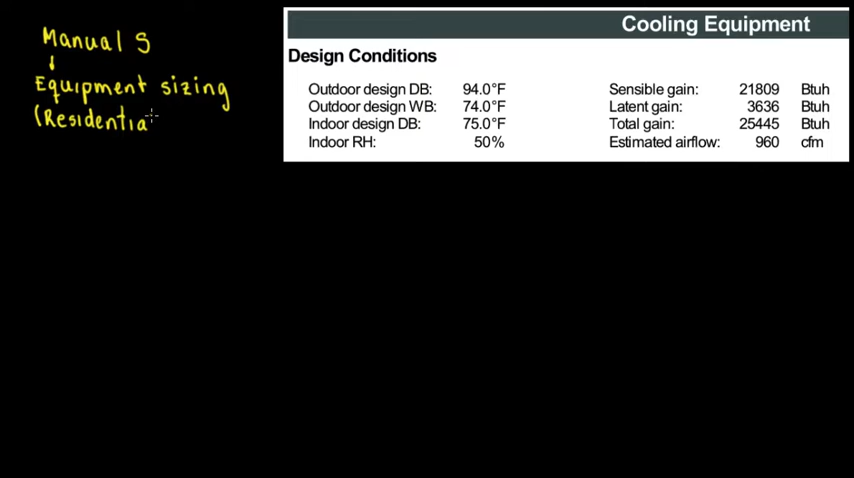 Manual S
Equipment sizing
(Residentia
Cooling Equipment
Design Conditions
Outdoor design DB: 94.0°F Sensible gain: 21809 Btuh
Outdoor design WB: 74.0°F Latent gain: 3636 Btuh
Indoor design DB: 75.0°F Total gain: 25445 Btuh
Indoor RH: 50% Estimated airflow: 960 cfm